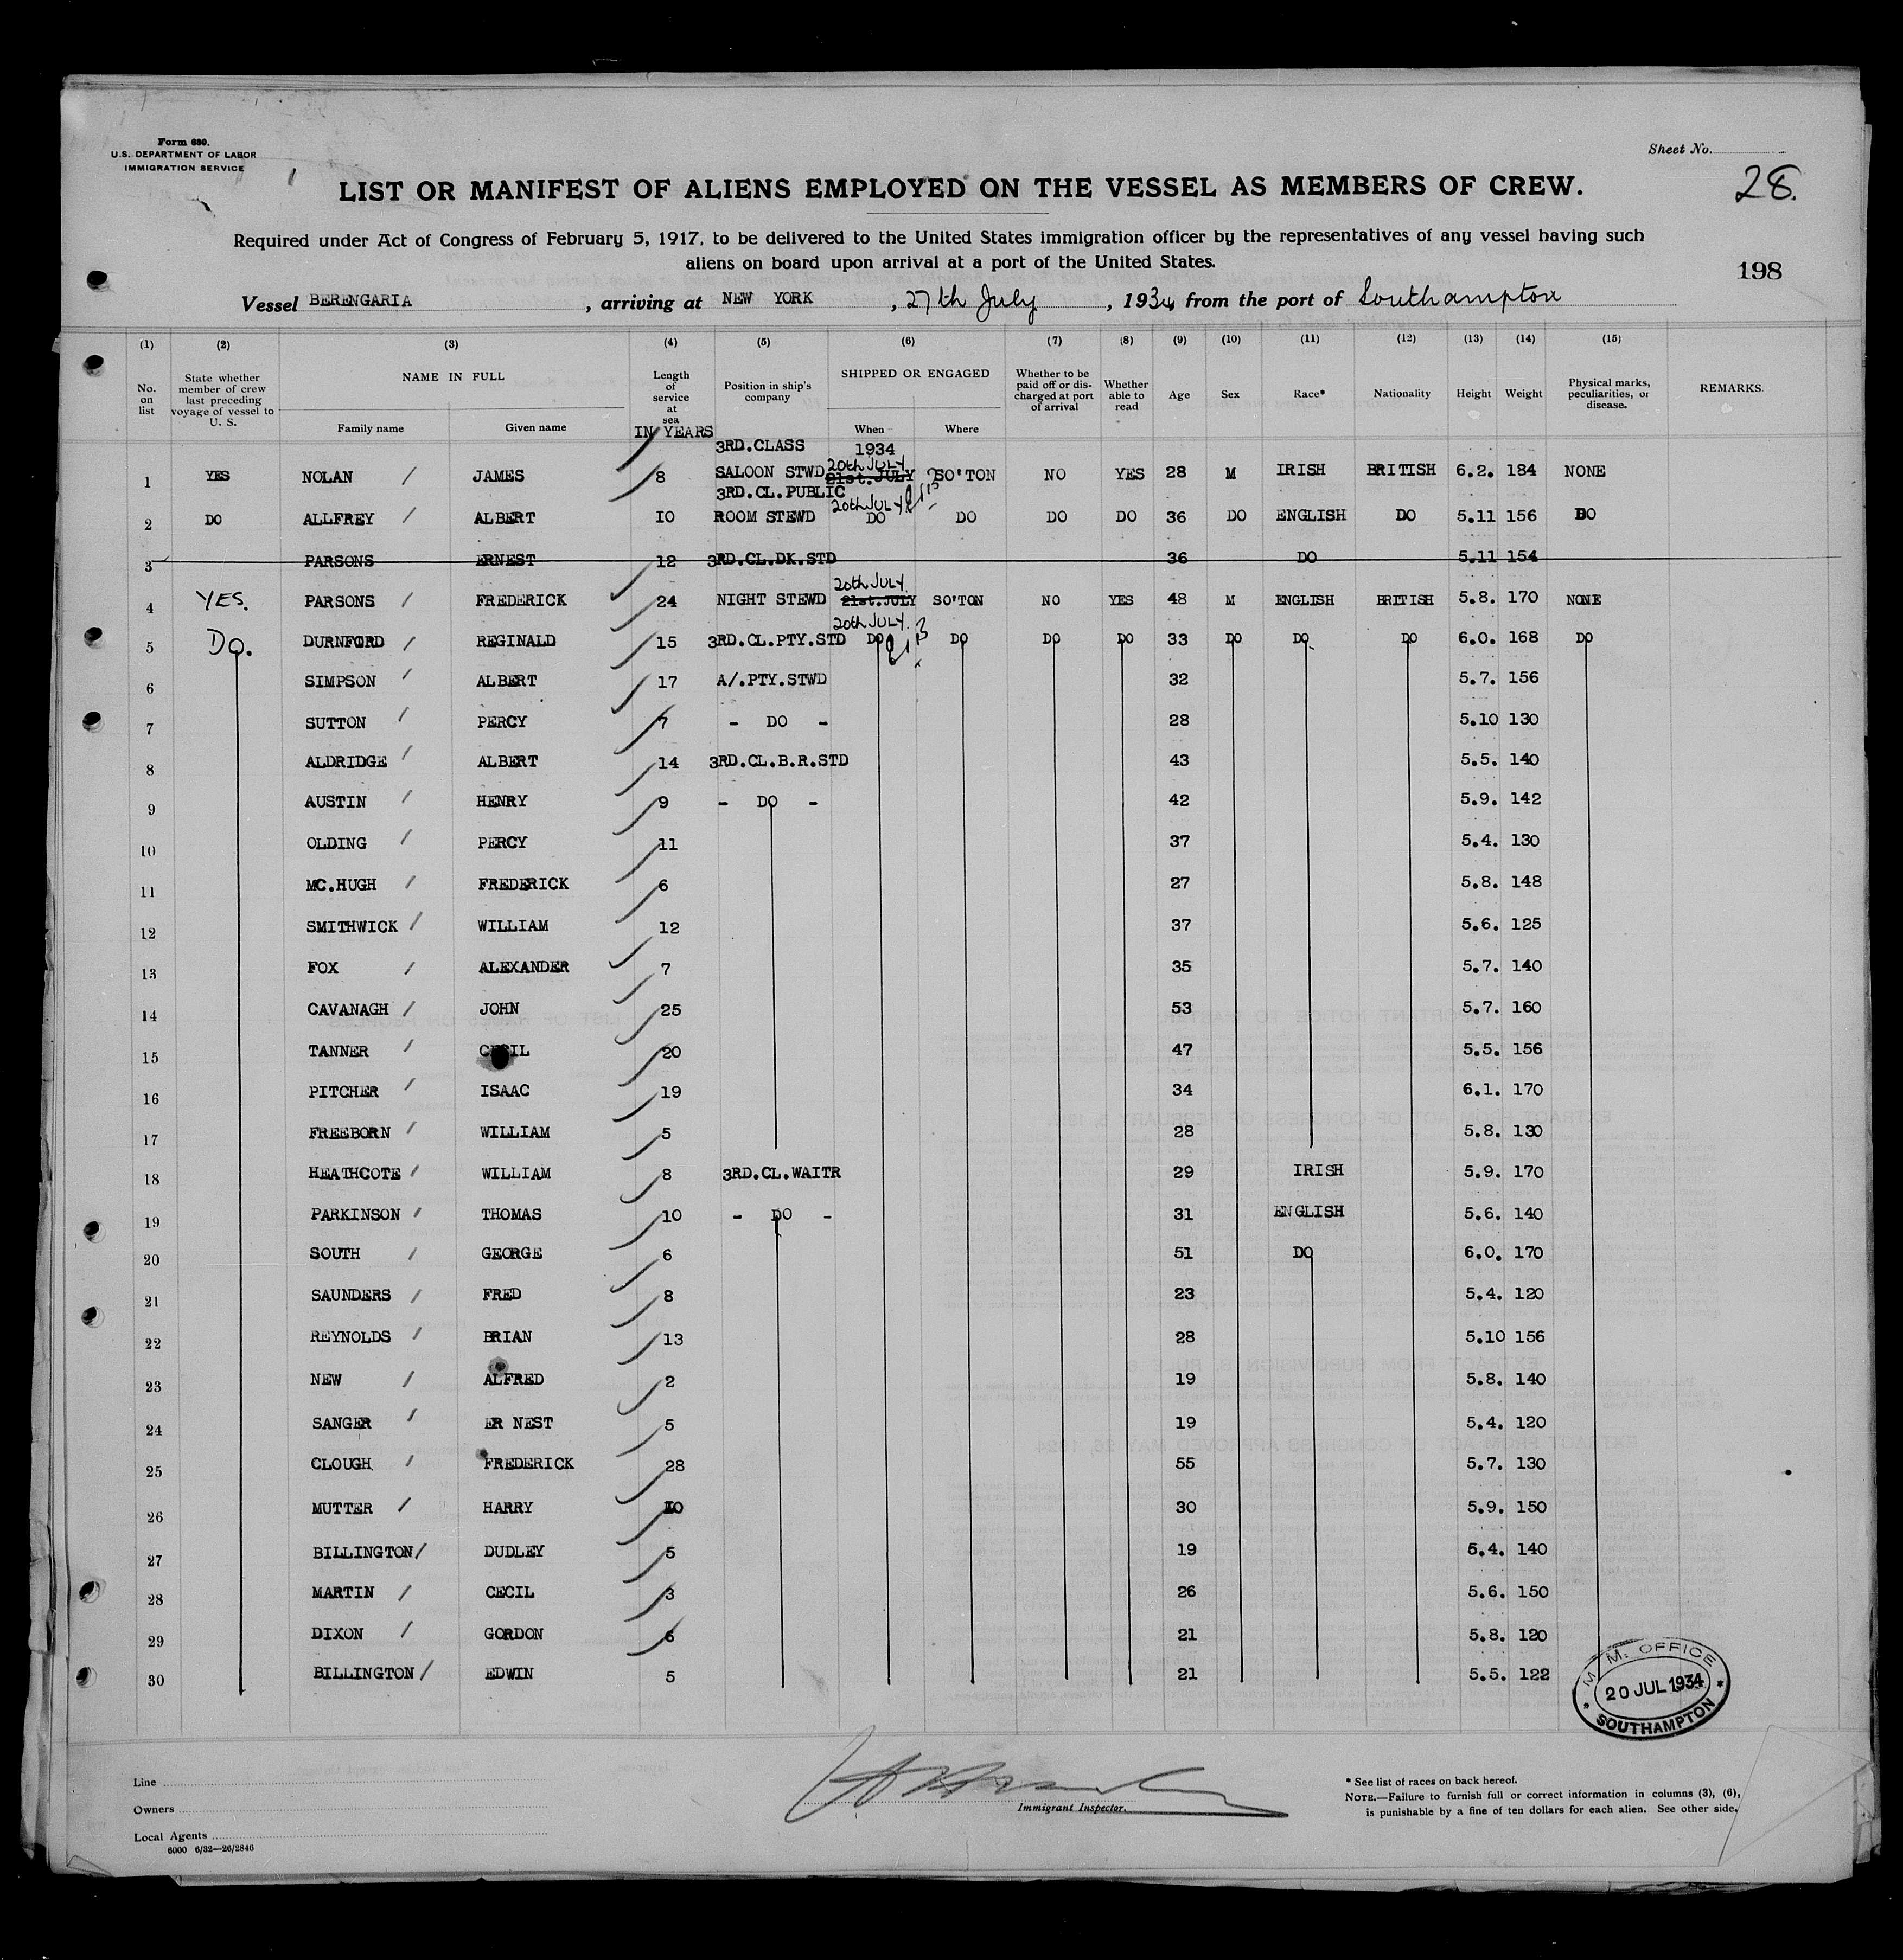 Form 680.
U.S. DEPARTMENT OF LABOR
IMMIGRATION SERVICE
Sheet No.
28.
LIST OR MANIFEST OF ALIENS EMPLOYED ON THE VESSEL AS MEMBERS OF CREW.
Required under Act of Congress of February 5, 1917, to be delivered to the United States immigration officer by the representatives of any vessel having such
aliens on board upon arrival at a port of the United States.
198
Vessel BERENGARIA, arriving at NEW YORK, 27th July, 1934, from the port of Southampton
(1) (2) (3) (4) (5) (6) (7) (8) (9) (10) (11) (12) (13) (14) (15)
No. on list
State whether member of crew last preceding voyage of vessel to U. S.
NAME IN FULL
Family name Given name
Length of service at sea
IN YEARS
Position in ship's company
SHIPPED OR ENGAGED
When Where
Whether to be paid off or discharged at port of arrival
Whether able to read
Age Sex Race* Nationality Height Weight
Physical marks, peculiarities, or disease.
REMARKS.
3RD.CLASS 1934
20th JULY
1 YES NOLAN / JAMES 8 SALOON STWD 21st.JULY SO'TON NO YES 28 M IRISH BRITISH 6.2. 184 NONE
3RD.CL.PUBLIC 20th JULY
2 DO ALLFREY / ALBERT IO ROOM STEWD DO DO DO DO 36 DO ENGLISH DO 5.11 156 DO
3 PARSONS ERNEST 12 3RD.CL.DK.STD 36 DO 5.11 154
20th JULY
4 YES. PARSONS / FREDERICK 24 NIGHT STEWD 21st.JULY SO'TON NO YES 48 M ENGLISH BRITISH 5.8. 170 NONE
20th JULY.
5 Do. DURNFORD / REGINALD 15 3RD.CL.PTY.STD DO DO DO DO 33 DO DO DO 6.0. 168 DO
6 SIMPSON / ALBERT 17 A/.PTY.STWD 32 5.7. 156
7 SUTTON / PERCY 7 - DO - 28 5.10 130
8 ALDRIDGE / ALBERT 14 3RD.CL.B.R.STD 43 5.5. 140
9 AUSTIN / HENRY 9 - DO - 42 5.9. 142
10 OLDING / PERCY 11 37 5.4. 130
11 MC.HUGH / FREDERICK 6 27 5.8. 148
12 SMITHWICK / WILLIAM 12 37 5.6. 125
13 FOX / ALEXANDER 7 35 5.7. 140
14 CAVANAGH / JOHN 25 53 5.7. 160
15 TANNER / CECIL 20 47 5.5. 156
16 PITCHER / ISAAC 19 34 6.1. 170
17 FREEBORN / WILLIAM 5 28 5.8. 130
18 HEATHCOTE / WILLIAM 8 3RD.CL.WAITR 29 IRISH 5.9. 170
19 PARKINSON / THOMAS 10 - DO - 31 ENGLISH 5.6. 140
20 SOUTH / GEORGE 6 51 DO 6.0. 170
21 SAUNDERS / FRED 8 23 5.4. 120
22 REYNOLDS / BRIAN 13 28 5.10 156
23 NEW / ALFRED 2 19 5.8. 140
24 SANGER / ER NEST 5 19 5.4. 120
25 CLOUGH / FREDERICK 28 55 5.7. 130
26 MUTTER / HARRY 10 30 5.9. 150
27 BILLINGTON / DUDLEY 5 19 5.4. 140
28 MARTIN / CECIL 3 26 5.6. 150
29 DIXON / GORDON 6 21 5.8. 120
30 BILLINGTON / EDWIN 5 21 5.5. 122
M. M. OFFICE
20 JUL 1934
SOUTHAMPTON
Line
Owners
Local Agents
6000 6/32—26/2846
Immigrant Inspector.
* See list of races on back hereof.
NOTE.—Failure to furnish full or correct information in columns (3), (6),
is punishable by a fine of ten dollars for each alien. See other side.